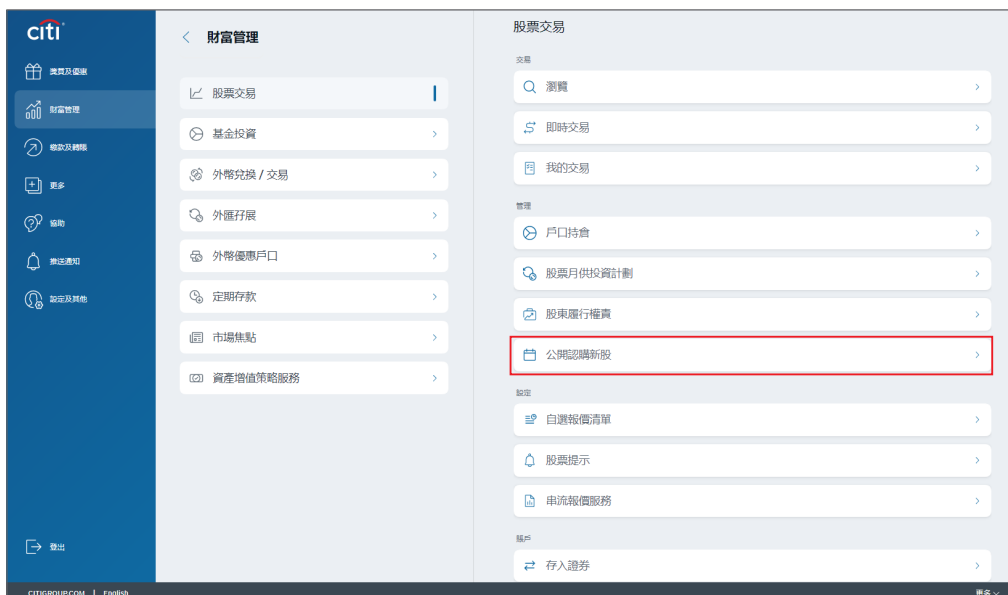 citi
獎賞及優惠
財富管理
繳款及轉賬
更多
協助
推送通知
設定及其他
登出
財富管理
股票交易
基金投資
外幣兌換 / 交易
外匯孖展
外幣優惠戶口
定期存款
市場焦點
資產增值策略服務
股票交易
交易
瀏覽
即時交易
我的交易
管理
戶口持倉
股票月供投資計劃
股東履行權責
公開認購新股
設定
自選報價清單
股票提示
串流報價服務
賬戶
存入證券
CITIGROUP.COM | English
更多